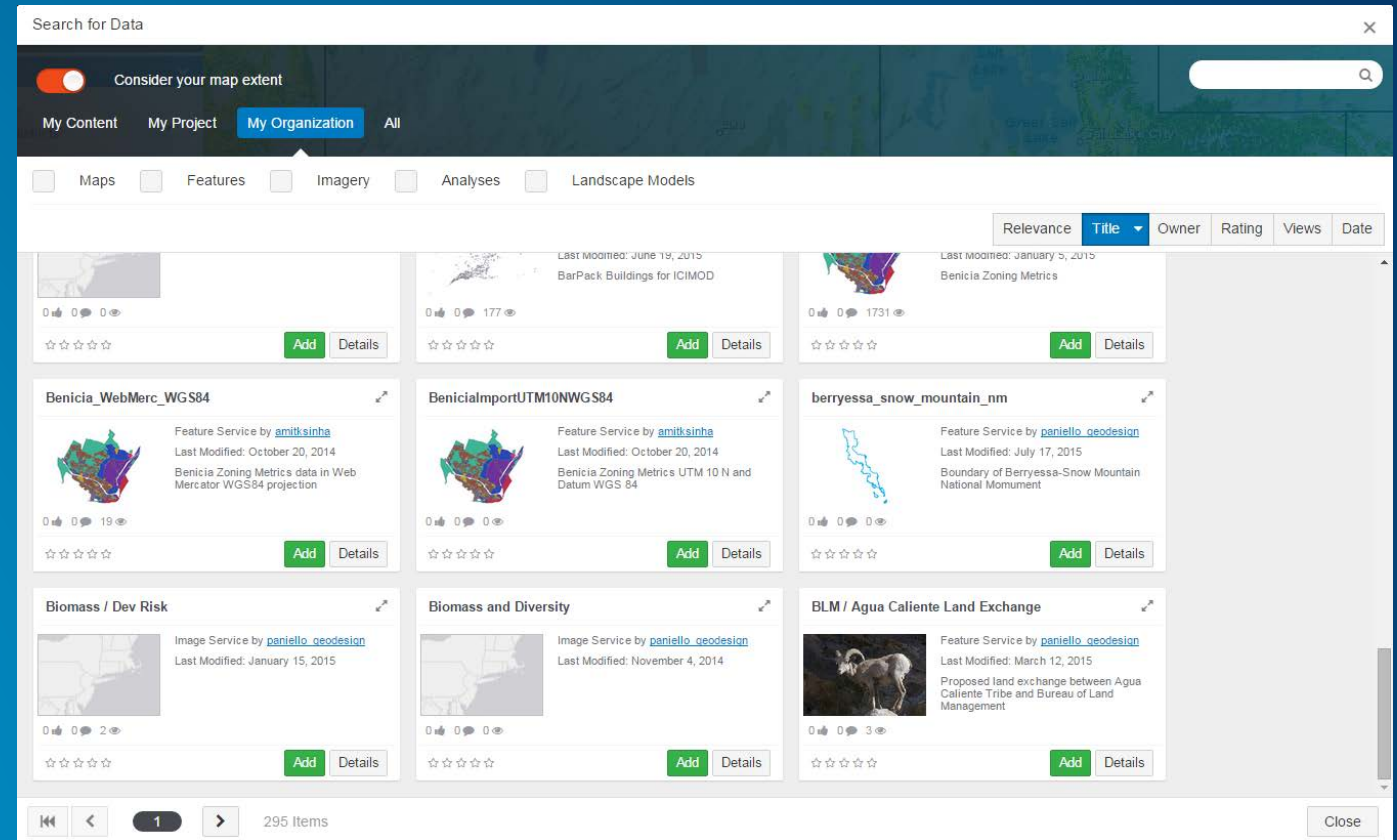 Search for Data
Consider your map extent
My Content My Project My Organization All
Maps Features Imagery Analyses Landscape Models
Relevance Title Owner Rating Views Date
Last Modified: June 19, 2015
BarPack Buildings for ICIMOD
Last Modified: January 5, 2015
Benicia Zoning Metrics
0 0 0
0 0 177
0 0 1731
Add Details
Add Details
Add Details
Benicia_WebMerc_WGS84
Feature Service by amitksinha
Last Modified: October 20, 2014
Benicia Zoning Metrics data in Web
Mercator WGS84 projection
0 0 19
Add Details
BeniciaImportUTM10NWGS84
Feature Service by amitksinha
Last Modified: October 20, 2014
Benicia Zoning Metrics UTM 10 N and
Datum WGS 84
0 0 0
Add Details
berryessa_snow_mountain_nm
Feature Service by paniello_geodesign
Last Modified: July 17, 2015
Boundary of Berryessa-Snow Mountain
National Momument
0 0 0
Add Details
Biomass / Dev Risk
Image Service by paniello_geodesign
Last Modified: January 15, 2015
0 0 2
Add Details
Biomass and Diversity
Image Service by paniello_geodesign
Last Modified: November 4, 2014
0 0 0
Add Details
BLM / Agua Caliente Land Exchange
Feature Service by paniello_geodesign
Last Modified: March 12, 2015
Proposed land exchange between Agua
Caliente Tribe and Bureau of Land
Management
0 0 3
Add Details
1 295 Items Close